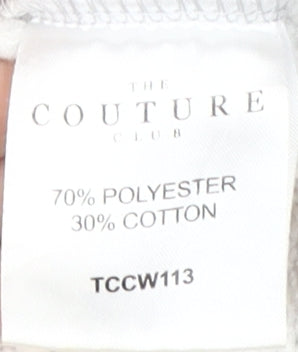 THE
COUTURE
CLUB
70% POLYESTER
30% COTTON
TCCW113